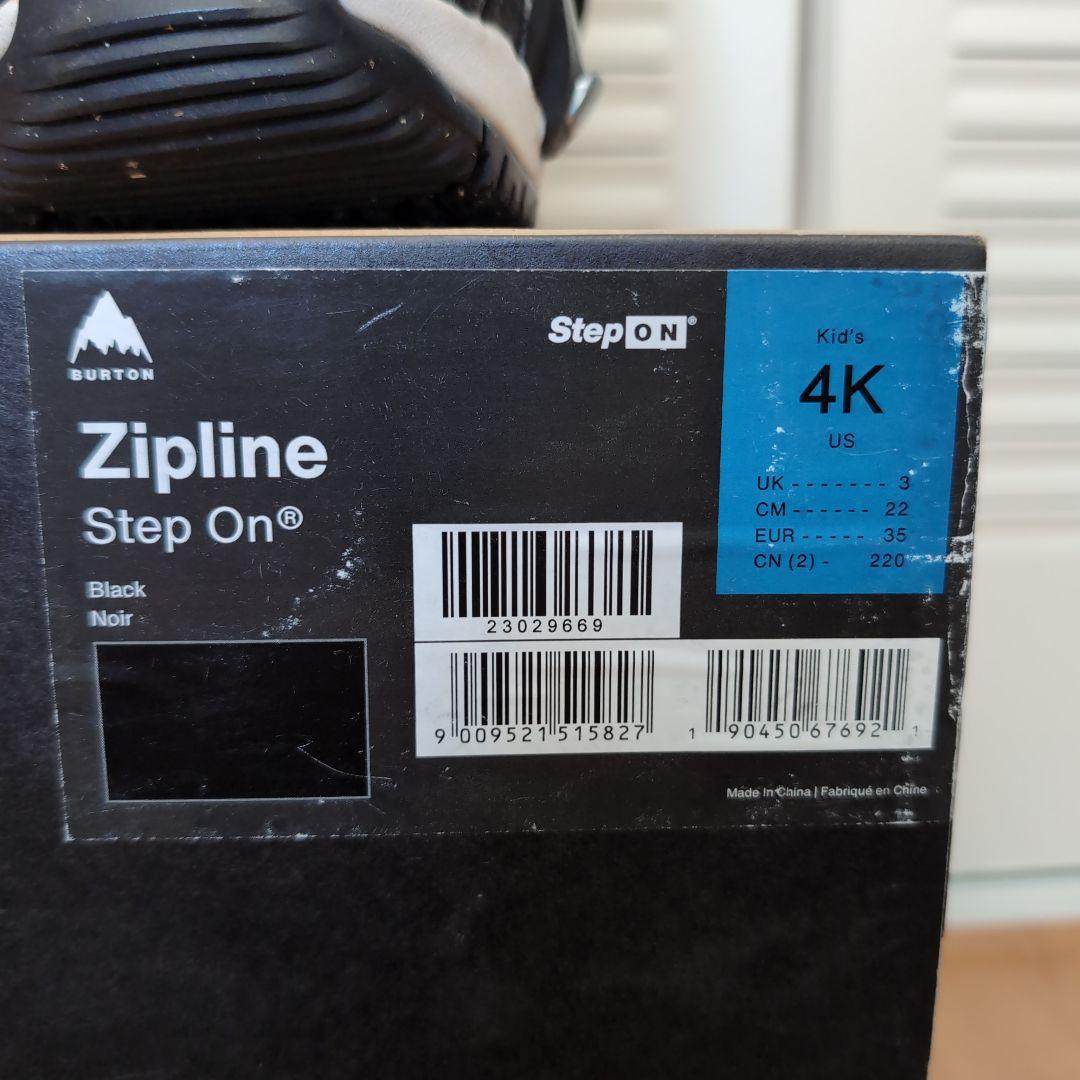 BURTON
Step ON®
Zipline
Step On®
Black
Noir
Kid's
4K
US
UK ------- 3
CM ------ 22
EUR ----- 35
CN (2) - 220
23029669
9 009521 515827
1 90450 67692 1
Made in China | Fabriqué en Chine